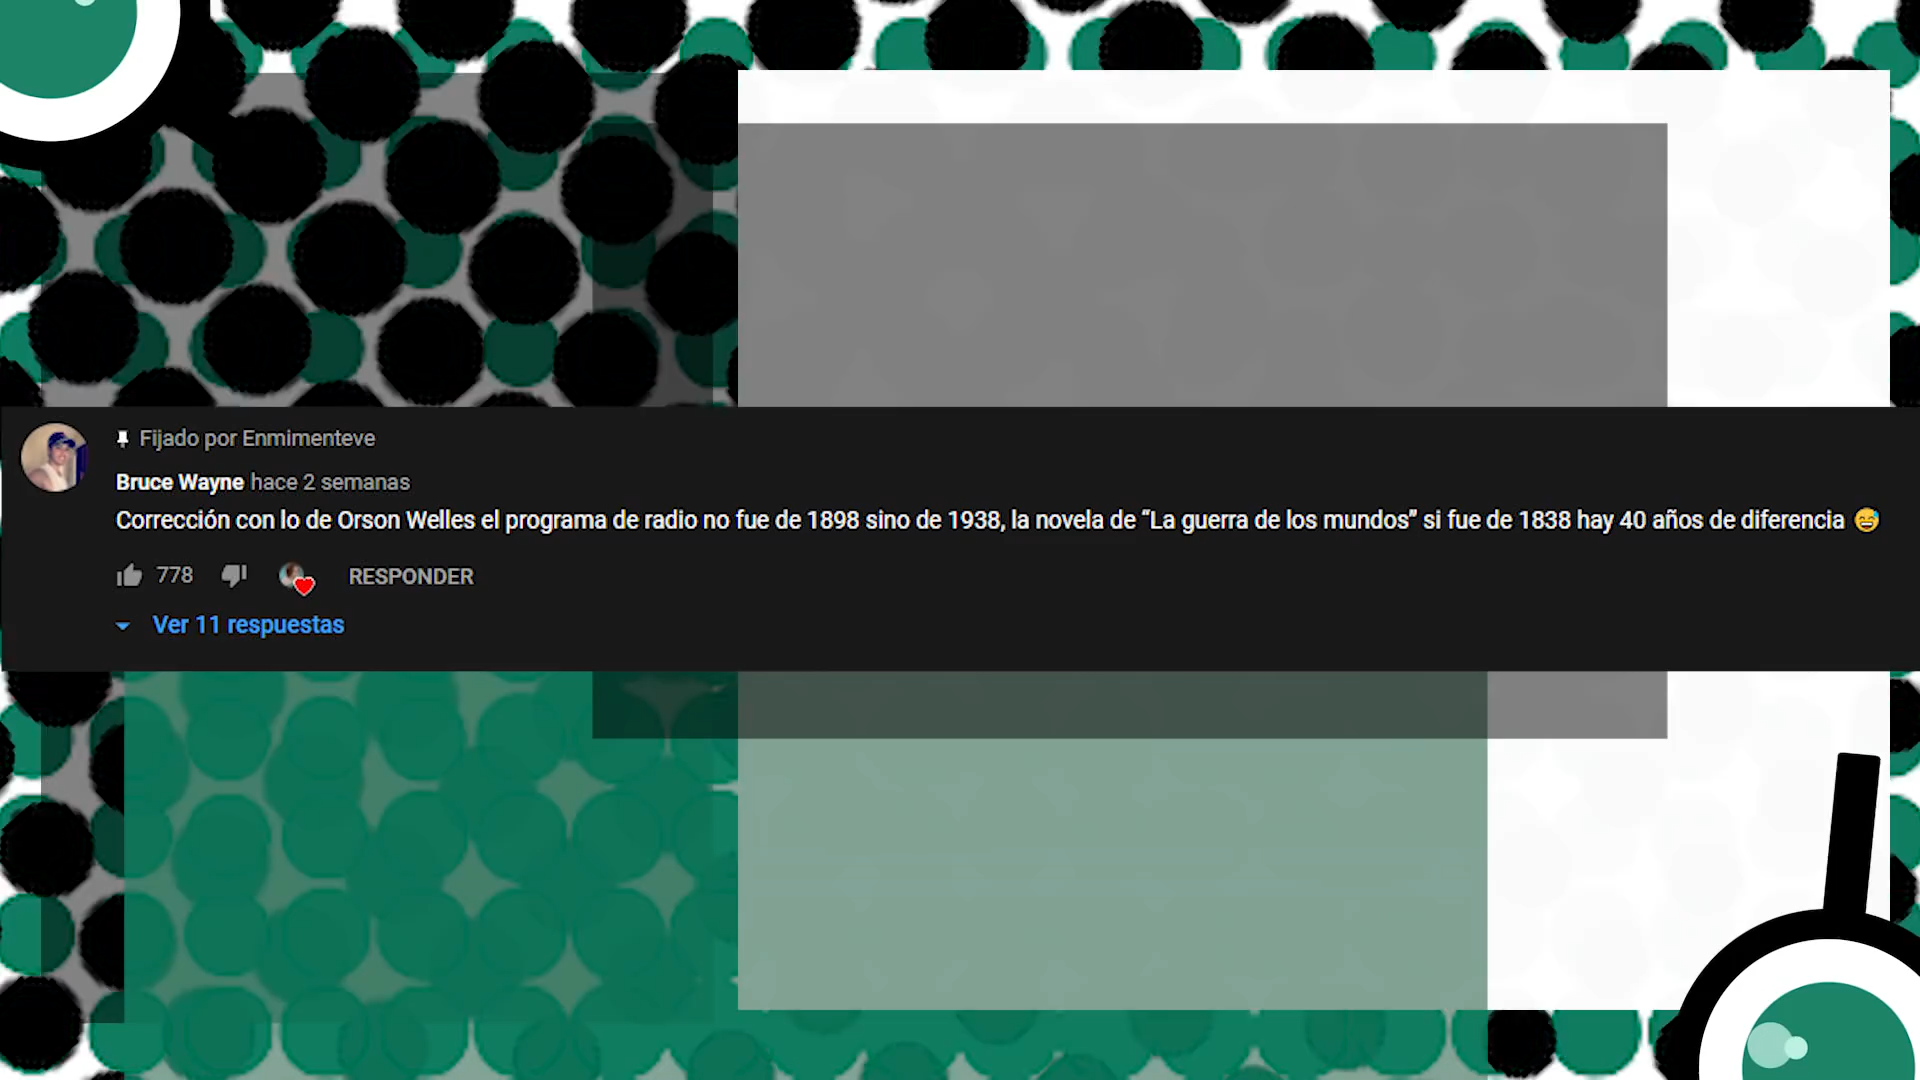 Fijado por Enmimenteve
Bruce Wayne hace 2 semanas
Corrección con lo de Orson Welles el programa de radio no fue de 1898 sino de 1938, la novela de “La guerra de los mundos” si fue de 1838 hay 40 años de diferencia 😅
778 RESPONDER
Ver 11 respuestas